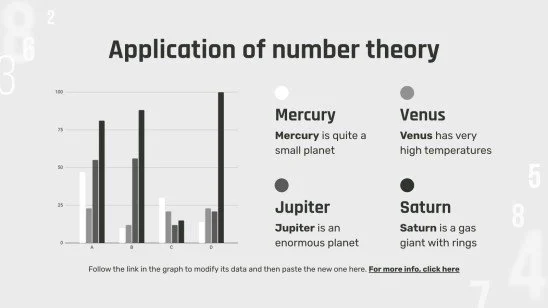 8
2
6
3
Application of number theory
100
75
50
25
0
A B C D
Mercury
Mercury is quite a
small planet
Venus
Venus has very
high temperatures
Jupiter
Jupiter is an
enormous planet
Saturn
Saturn is a gas
giant with rings
5
8
4
7
Follow the link in the graph to modify its data and then paste the new one here. For more info, click here